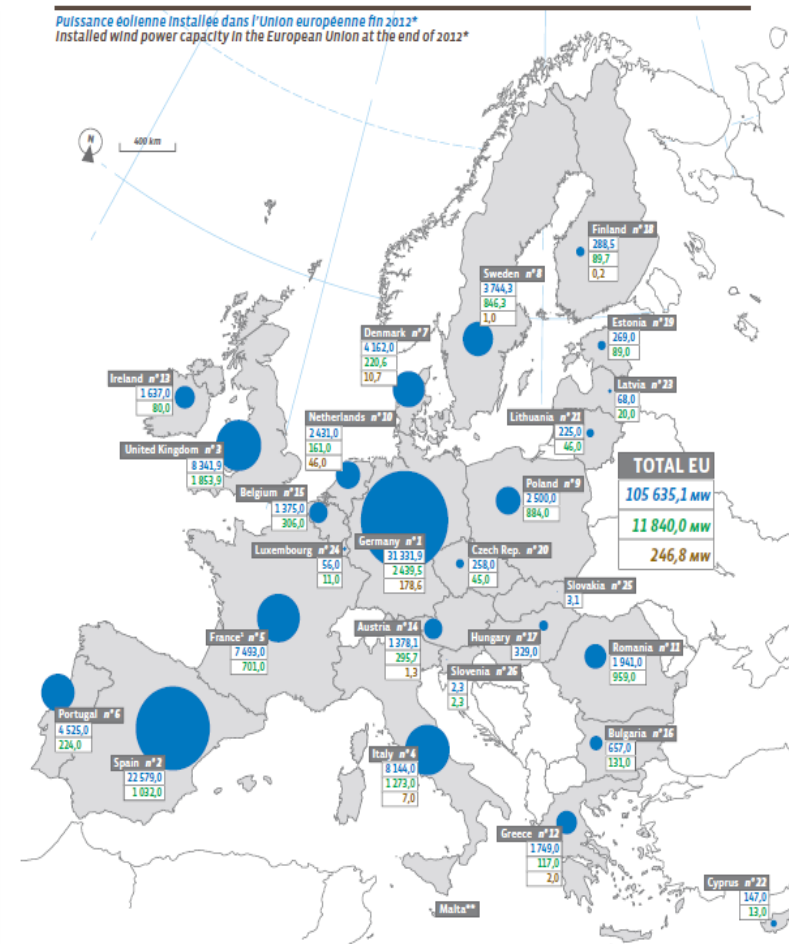 Puissance éolienne installée dans l'Union européenne fin 2012*
Installed wind power capacity in the European Union at the end of 2012*
N
400 km
Finland n°18
288,5
89,7
0,2
Sweden n°8
3 744,3
846,3
1,0
Denmark n°7
4 162,0
220,6
10,7
Estonia n°19
269,0
89,0
Ireland n°13
1 637,0
80,0
Latvia n°23
68,0
20,0
Netherlands n°10
2 431,0
161,0
46,0
Lithuania n°21
225,0
46,0
United Kingdom n°3
8 341,9
1 853,9
TOTAL EU
105 635,1 MW
11 840,0 MW
246,8 MW
Poland n°9
2 500,0
884,0
Belgium n°15
1 375,0
306,0
Germany n°1
31 331,9
2 439,5
178,6
Luxembourg n°24
56,0
11,0
Czech Rep. n°20
258,0
45,0
Slovakia n°25
3,1
Austria n°14
1 378,1
295,7
1,3
France¹ n°5
7 493,0
701,0
Hungary n°17
329,0
Romania n°11
1 941,0
959,0
Slovenia n°26
2,3
2,3
Portugal n°6
4 525,0
224,0
Bulgaria n°16
657,0
131,0
Italy n°4
8 144,0
1 273,0
7,0
Spain n°2
22 579,0
1 032,0
Greece n°12
1 749,0
117,0
2,0
Cyprus n°22
147,0
13,0
Malta**